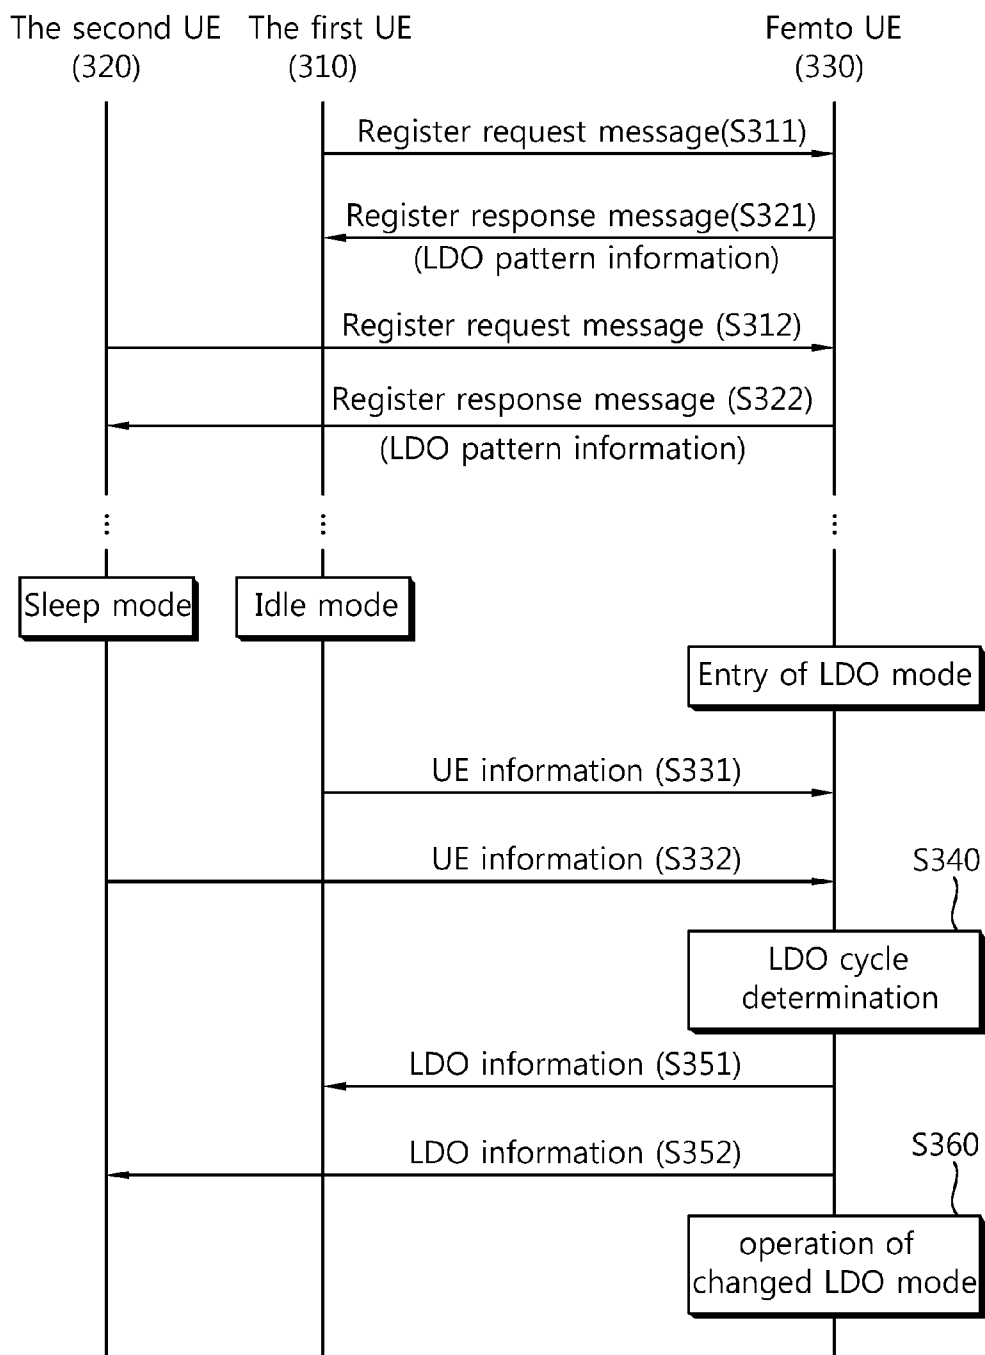 The second UE
(320)
The first UE
(310)
Femto UE
(330)
Register request message(S311)
Register response message(S321)
(LDO pattern information)
Register request message (S312)
Register response message (S322)
(LDO pattern information)
Sleep mode
Idle mode
Entry of LDO mode
UE information (S331)
UE information (S332)
S340
LDO cycle
determination
LDO information (S351)
LDO information (S352)
S360
operation of
changed LDO mode